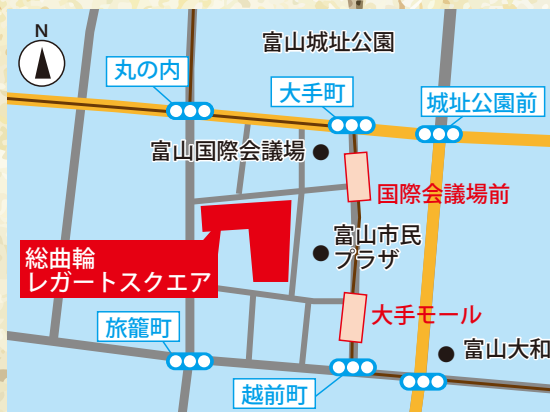 N
富山城址公園
丸の内
大手町
城址公園前
富山国際会議場
国際会議場前
富山市民
プラザ
総曲輪
レガートスクエア
大手モール
旅籠町
富山大和
越前町